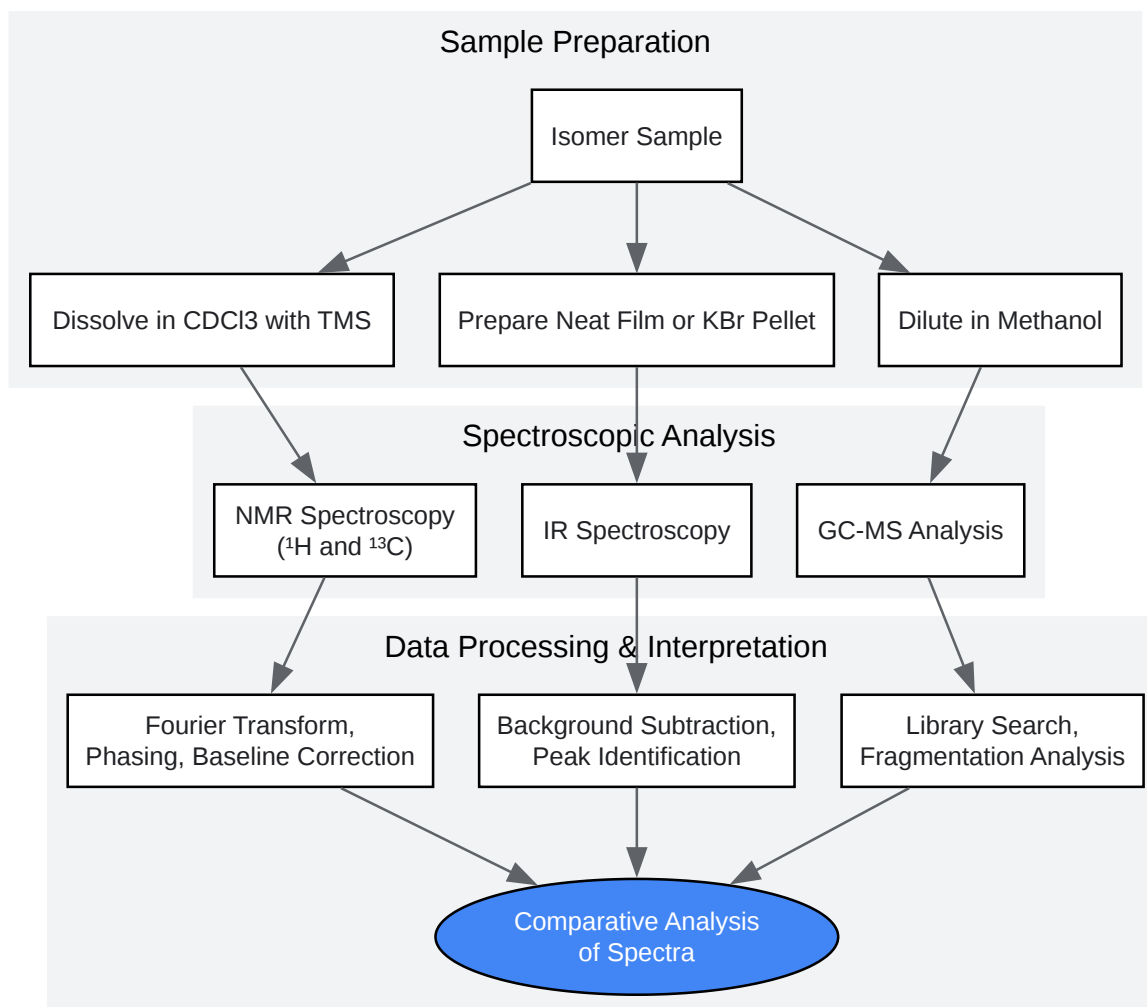 Sample Preparation
Isomer Sample
Dissolve in CDCl3 with TMS
Prepare Neat Film or KBr Pellet
Dilute in Methanol
Spectroscopic Analysis
NMR Spectroscopy
(¹H and ¹³C)
IR Spectroscopy
GC-MS Analysis
Data Processing & Interpretation
Fourier Transform,
Phasing, Baseline Correction
Background Subtraction,
Peak Identification
Library Search,
Fragmentation Analysis
Comparative Analysis
of Spectra